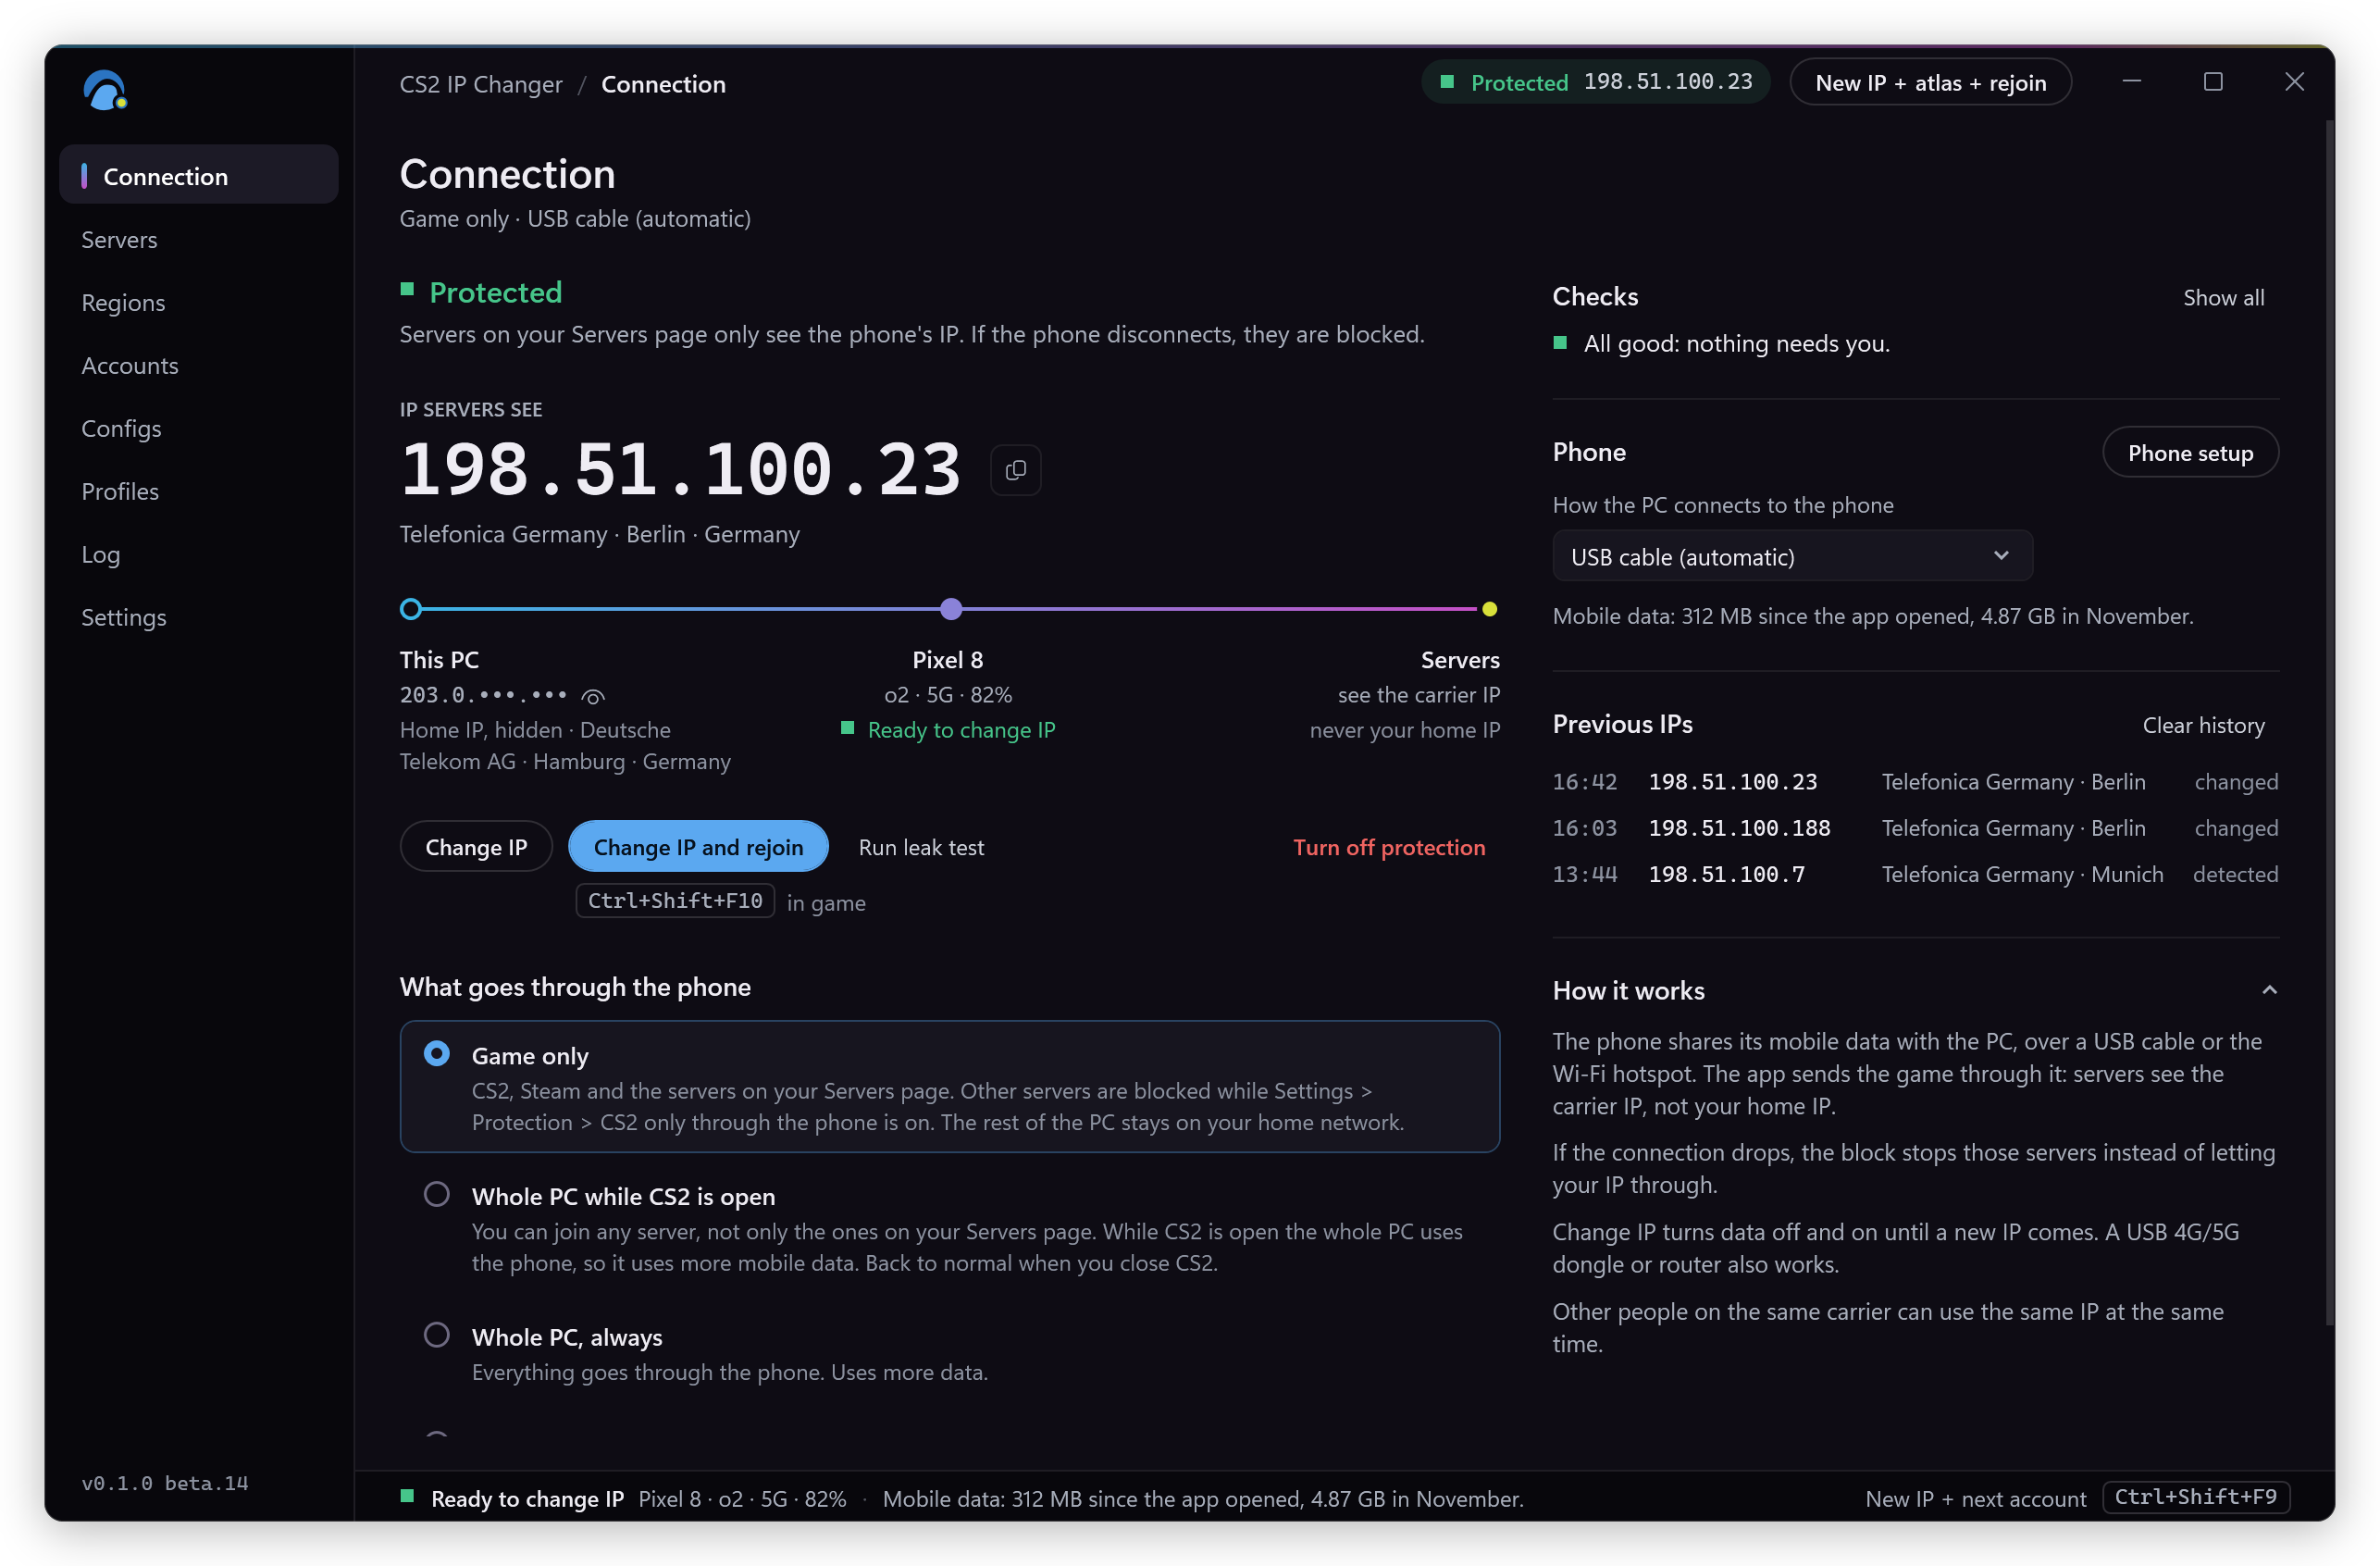 CS2 IP Changer / Connection
Protected 198.51.100.23
New IP + atlas + rejoin
Connection
Servers
Regions
Accounts
Configs
Profiles
Log
Settings
v0.1.0 beta.14
Connection
Game only · USB cable (automatic)
Protected
Servers on your Servers page only see the phone's IP. If the phone disconnects, they are blocked.
IP SERVERS SEE
198.51.100.23
Telefonica Germany · Berlin · Germany
This PC
203.0.•••.•••
Home IP, hidden · Deutsche
Telekom AG · Hamburg · Germany
Pixel 8
o2 · 5G · 82%
Ready to change IP
Servers
see the carrier IP
never your home IP
Change IP
Change IP and rejoin
Run leak test
Turn off protection
Ctrl+Shift+F10 in game
What goes through the phone
Game only
CS2, Steam and the servers on your Servers page. Other servers are blocked while Settings >
Protection > CS2 only through the phone is on. The rest of the PC stays on your home network.
Whole PC while CS2 is open
You can join any server, not only the ones on your Servers page. While CS2 is open the whole PC uses
the phone, so it uses more mobile data. Back to normal when you close CS2.
Whole PC, always
Everything goes through the phone. Uses more data.
Checks
Show all
All good: nothing needs you.
Phone
Phone setup
How the PC connects to the phone
USB cable (automatic)
Mobile data: 312 MB since the app opened, 4.87 GB in November.
Previous IPs
Clear history
16:42 198.51.100.23 Telefonica Germany · Berlin changed
16:03 198.51.100.188 Telefonica Germany · Berlin changed
13:44 198.51.100.7 Telefonica Germany · Munich detected
How it works
The phone shares its mobile data with the PC, over a USB cable or the
Wi-Fi hotspot. The app sends the game through it: servers see the
carrier IP, not your home IP.
If the connection drops, the block stops those servers instead of letting
your IP through.
Change IP turns data off and on until a new IP comes. A USB 4G/5G
dongle or router also works.
Other people on the same carrier can use the same IP at the same
time.
Ready to change IP Pixel 8 · o2 · 5G · 82% · Mobile data: 312 MB since the app opened, 4.87 GB in November.
New IP + next account Ctrl+Shift+F9